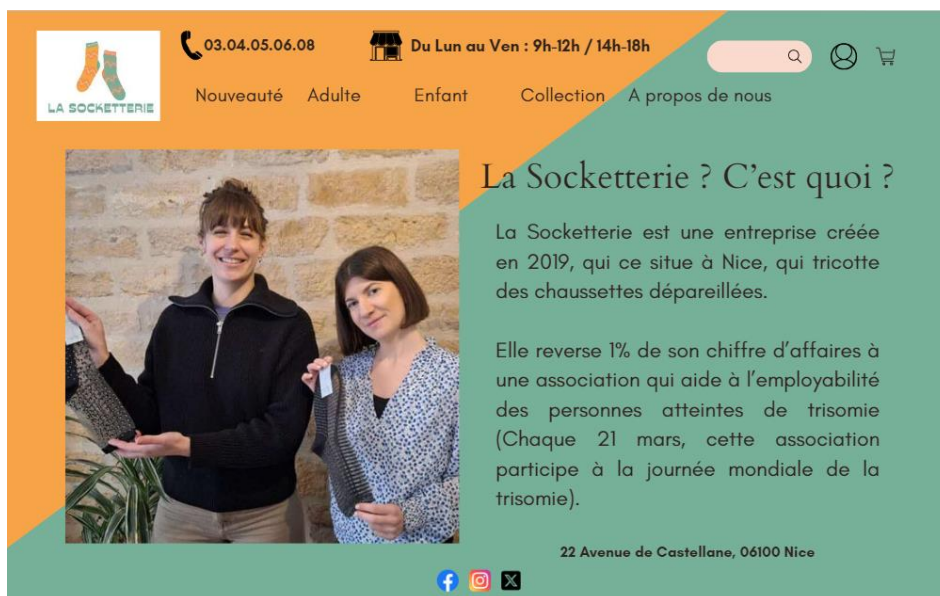 03.04.05.06.08
Du Lun au Ven : 9h-12h / 14h-18h
LA SOCKETTERIE
Nouveauté Adulte Enfant Collection A propos de nous
La Socketterie ? C'est quoi ?
La Socketterie est une entreprise créée
en 2019, qui ce situe à Nice, qui tricotte
des chaussettes dépareillées.
Elle reverse 1% de son chiffre d'affaires à
une association qui aide à l'employabilité
des personnes atteintes de trisomie
(Chaque 21 mars, cette association
participe à la journée mondiale de la
trisomie).
22 Avenue de Castellane, 06100 Nice